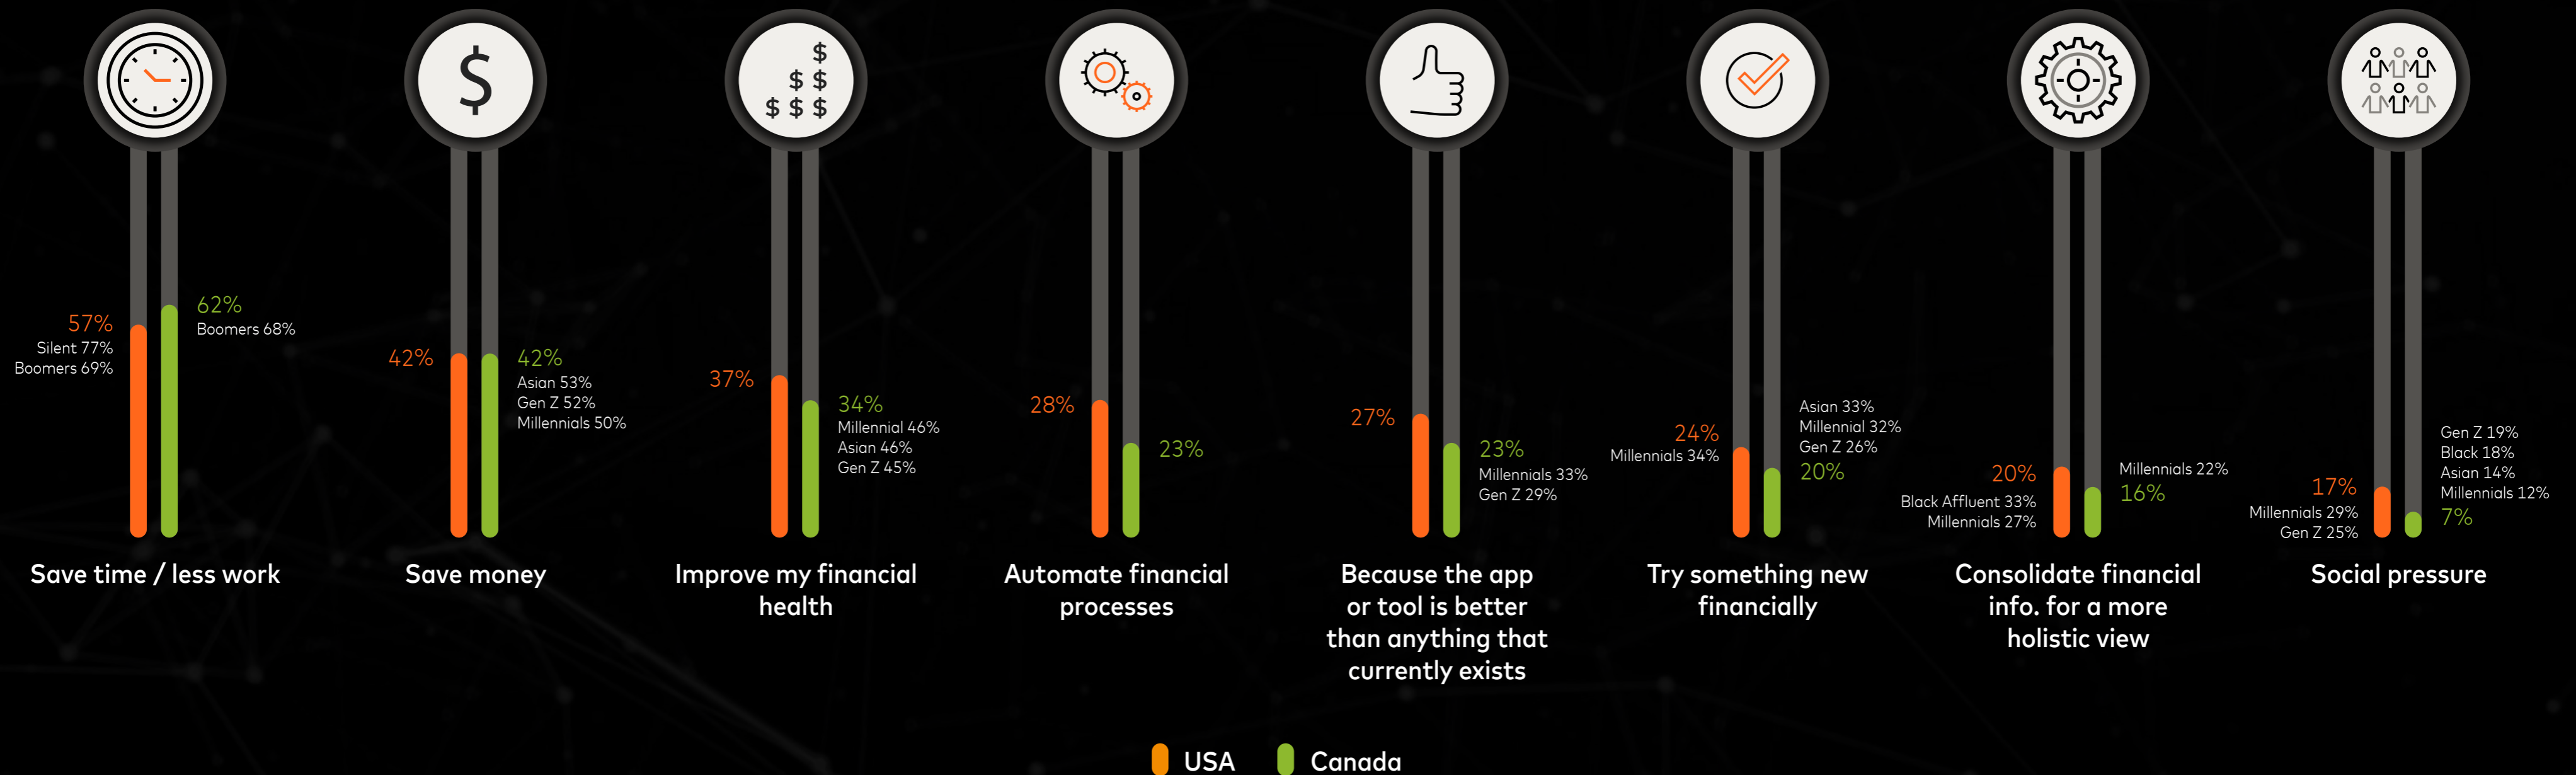 57%
Silent 77%
Boomers 69%
62%
Boomers 68%
Save time / less work
42%
42%
Asian 53%
Gen Z 52%
Millennials 50%
Save money
37%
34%
Millennial 46%
Asian 46%
Gen Z 45%
Improve my financial
health
28%
23%
Automate financial
processes
27%
23%
Millennials 33%
Gen Z 29%
Because the app
or tool is better
than anything that
currently exists
24%
Millennials 34%
Asian 33%
Millennial 32%
Gen Z 26%
20%
Try something new
financially
20%
Black Affluent 33%
Millennials 27%
Millennials 22%
16%
Consolidate financial
info. for a more
holistic view
17%
Millennials 29%
Gen Z 25%
Gen Z 19%
Black 18%
Asian 14%
Millennials 12%
7%
Social pressure
USA
Canada